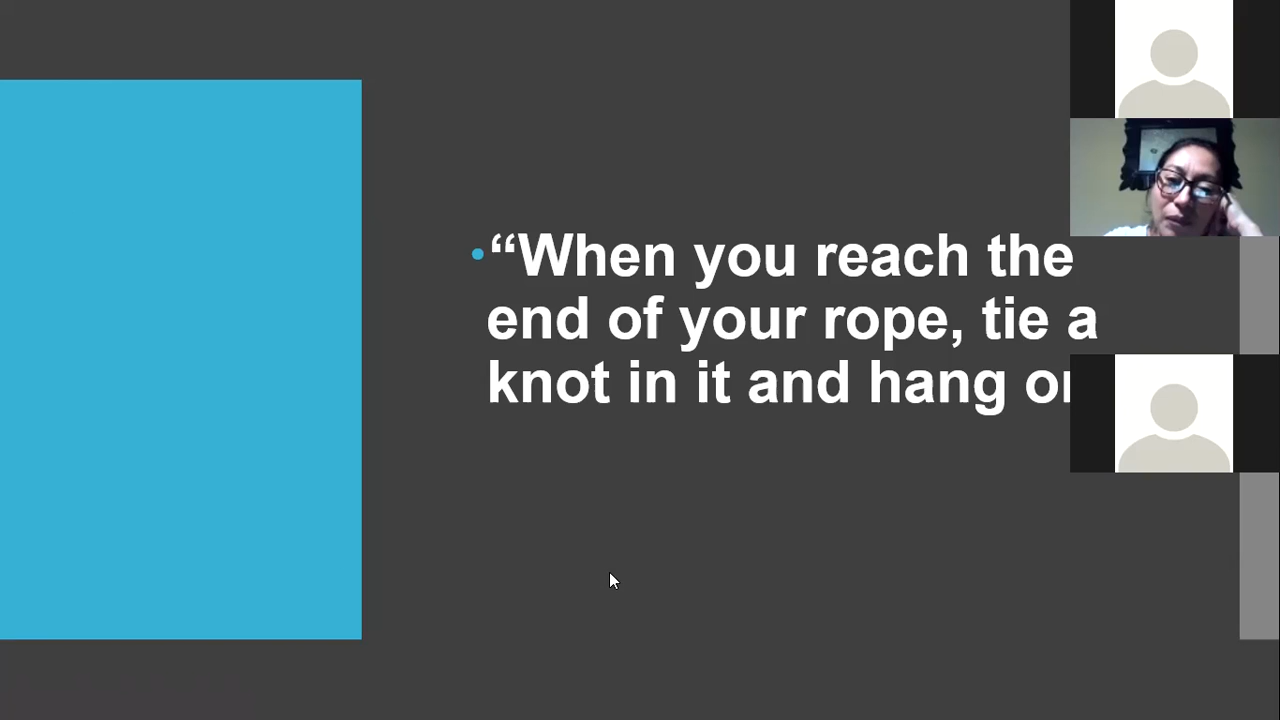 “When you reach the
end of your rope, tie a
knot in it and hang